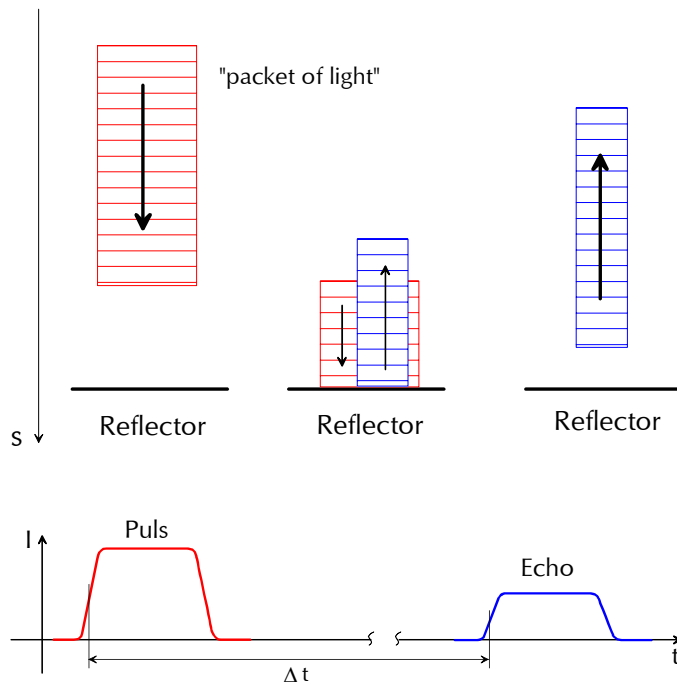 "packet of light"
Reflector
Reflector
Reflector
s
I
Puls
Echo
t
Δ t